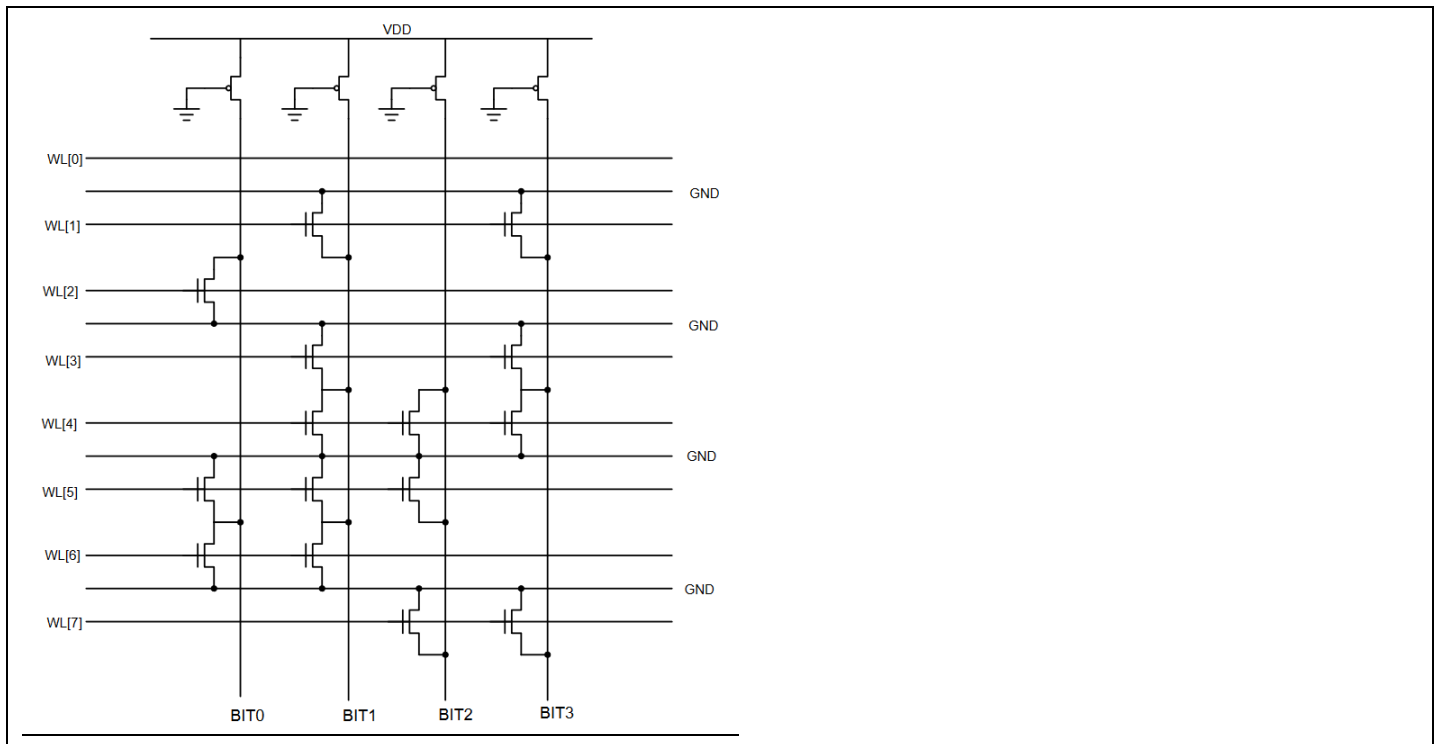 VDD
WL[0]
GND
WL[1]
WL[2]
GND
WL[3]
WL[4]
GND
WL[5]
WL[6]
GND
WL[7]
BIT0 BIT1 BIT2 BIT3